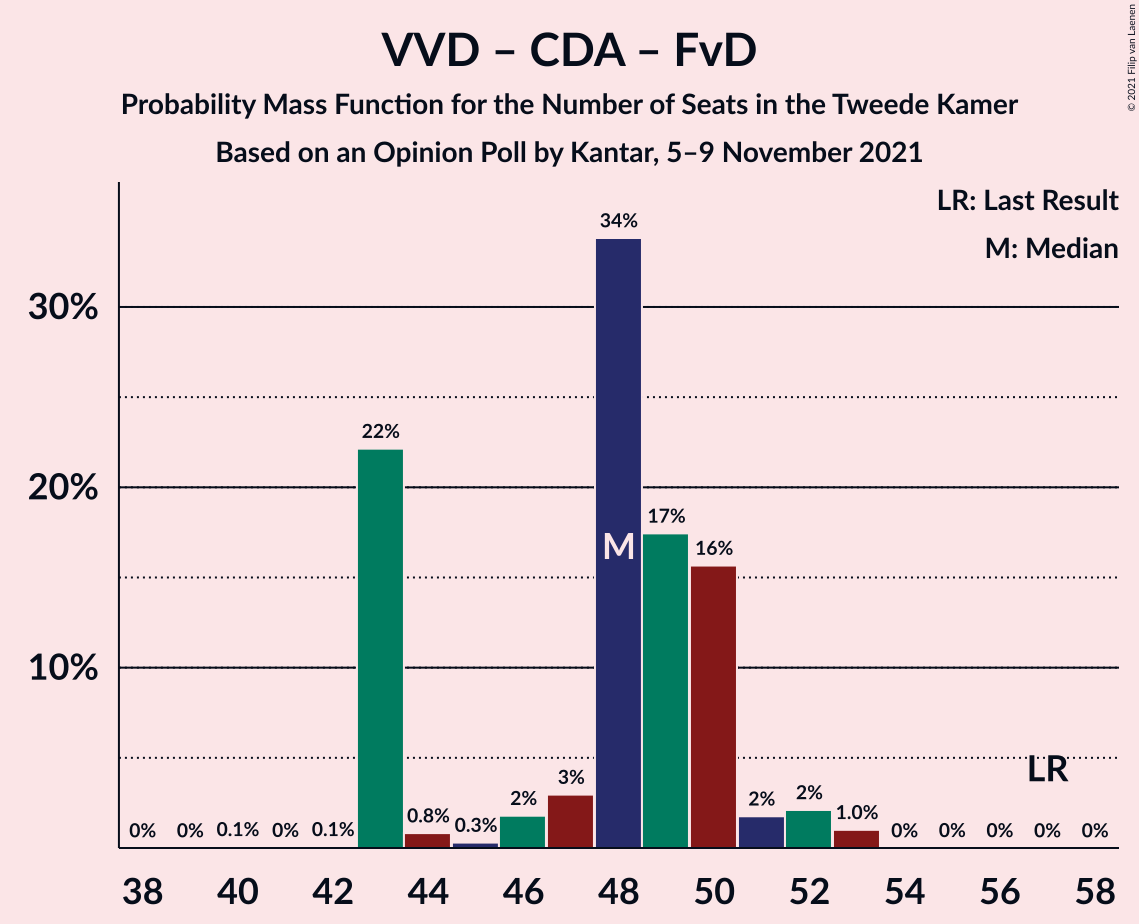 VVD – CDA – FvD
Probability Mass Function for the Number of Seats in the Tweede Kamer
Based on an Opinion Poll by Kantar, 5–9 November 2021
© 2021 Filip van Laenen
LR: Last Result
M: Median
30%
20%
10%
0% 0% 0.1% 0% 0.1% 22% 0.8% 0.3% 2% 3% 34% 17% 16% 2% 2% 1.0% 0% 0% 0% 0% 0%
M
LR
38 40 42 44 46 48 50 52 54 56 58